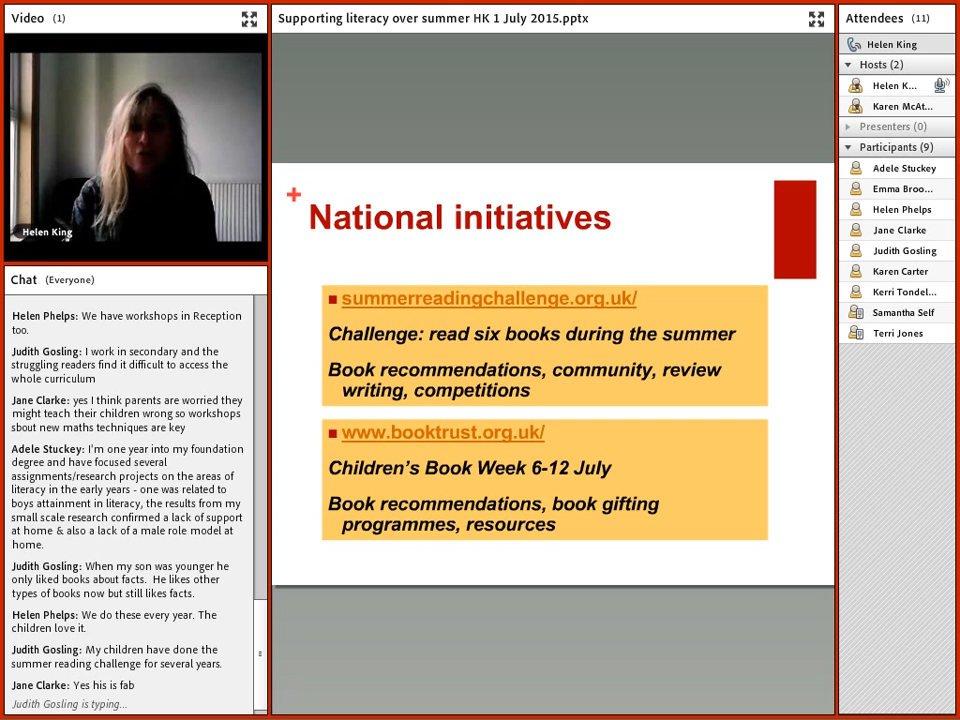 Video (1)
Helen King
Chat (Everyone)
Helen Phelps: We have workshops in Reception
too.
Judith Gosling: I work in secondary and the
struggling readers find it difficult to access the
whole curriculum
Jane Clarke: yes I think parents are worried they
might teach their children wrong so workshops
sbout new maths techniques are key
Adele Stuckey: I'm one year into my foundation
degree and have focused several
assignments/research projects on the areas of
literacy in the early years - one was related to
boys attainment in literacy, the results from my
small scale research confirmed a lack of support
at home & also a lack of a male role model at
home.
Judith Gosling: When my son was younger he
only liked books about facts. He likes other
types of books now but still likes facts.
Helen Phelps: We do these every year. The
children love it.
Judith Gosling: My children have done the
summer reading challenge for several years.
Jane Clarke: Yes his is fab
Judith Gosling is typing...
Supporting literacy over summer HK 1 July 2015.pptx
+
National initiatives
summerreadingchallenge.org.uk/
Challenge: read six books during the summer
Book recommendations, community, review
writing, competitions
www.booktrust.org.uk/
Children's Book Week 6-12 July
Book recommendations, book gifting
programmes, resources
Attendees (11)
Helen King
Hosts (2)
Helen K...
Karen McAt...
Presenters (0)
Participants (9)
Adele Stuckey
Emma Broo...
Helen Phelps
Jane Clarke
Judith Gosling
Karen Carter
Kerri Tondel...
Samantha Self
Terri Jones